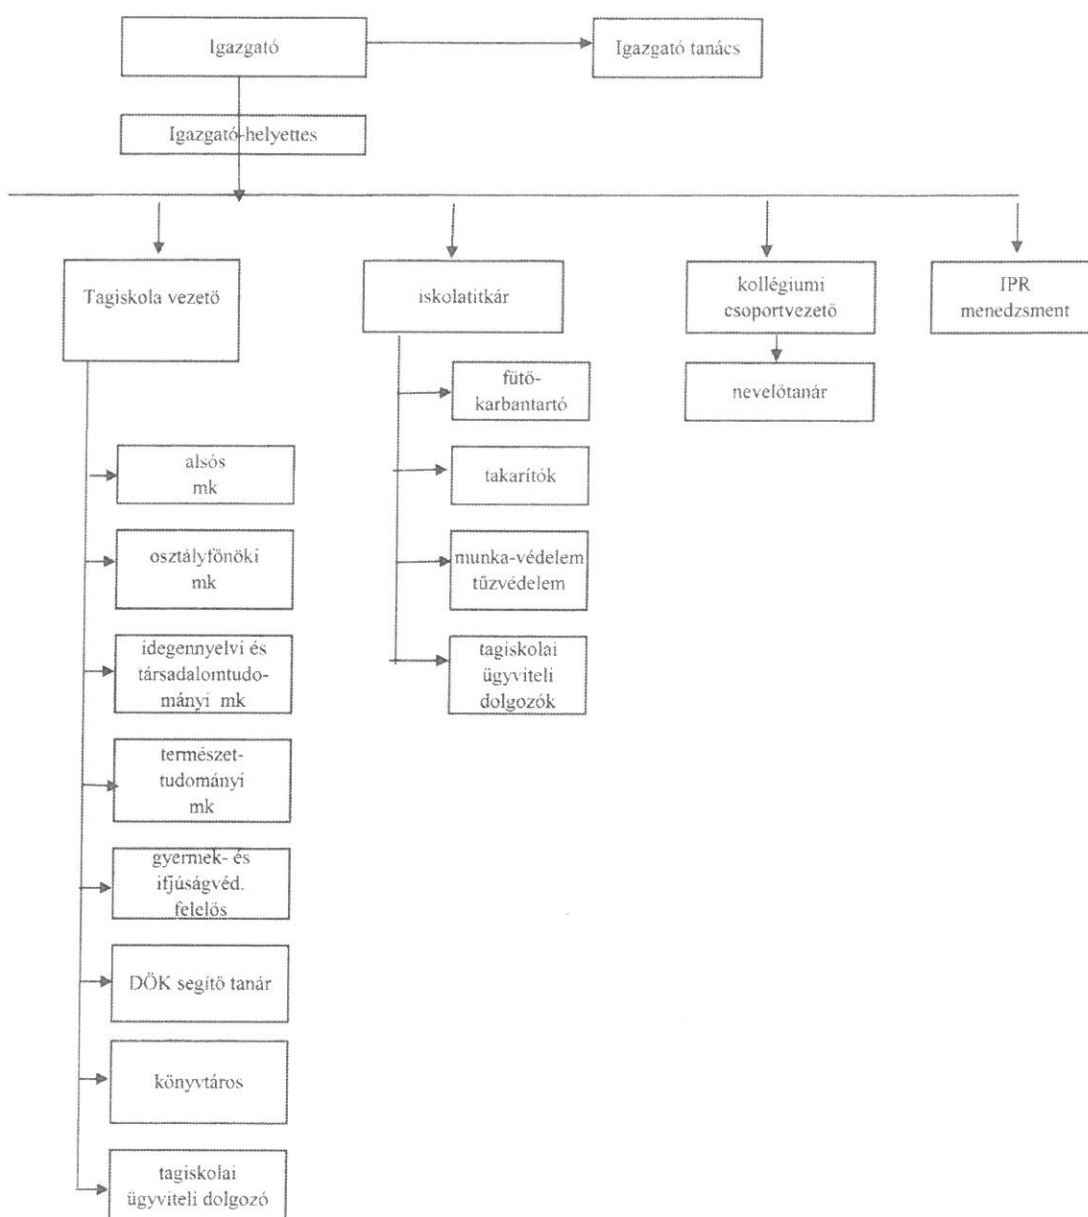 Igazgató
Igazgató tanács
Igazgató-helyettes
Tagiskola vezető
iskolatitkár
kollégiumi
csoportvezető
IPR
menedzsment
fűtő-
karbantartó
nevelőtanár
alsós
mk
takarítók
osztályfőnöki
mk
munka-védelem
tűzvédelem
idegennyelvi és
társadalomtudo-
mányi mk
tagiskolai
ügyviteli
dolgozók
természet-
tudományi
mk
gyermek- és
ifjúságvéd.
felelős
DÖK segítő tanár
könyvtáros
tagiskolai
ügyviteli dolgozó